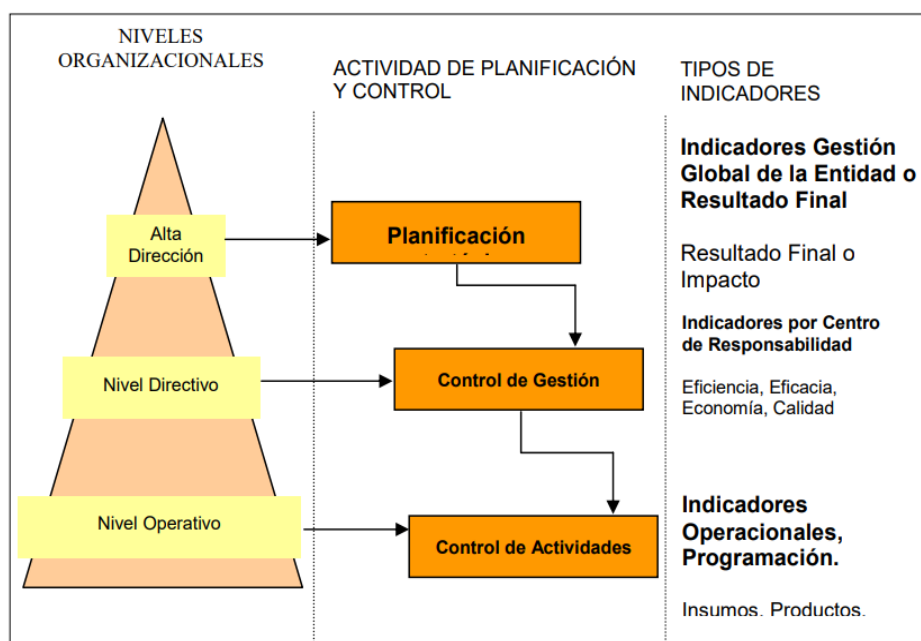 NIVELES
ORGANIZACIONALES
ACTIVIDAD DE PLANIFICACIÓN
Y CONTROL
TIPOS DE
INDICADORES
Alta
Dirección
Planificación
Indicadores Gestión
Global de la Entidad o
Resultado Final
Resultado Final o
Impacto
Nivel Directivo
Control de Gestión
Indicadores por Centro
de Responsabilidad
Eficiencia, Eficacia,
Economía, Calidad
Nivel Operativo
Control de Actividades
Indicadores
Operacionales,
Programación.
Insumos. Productos.